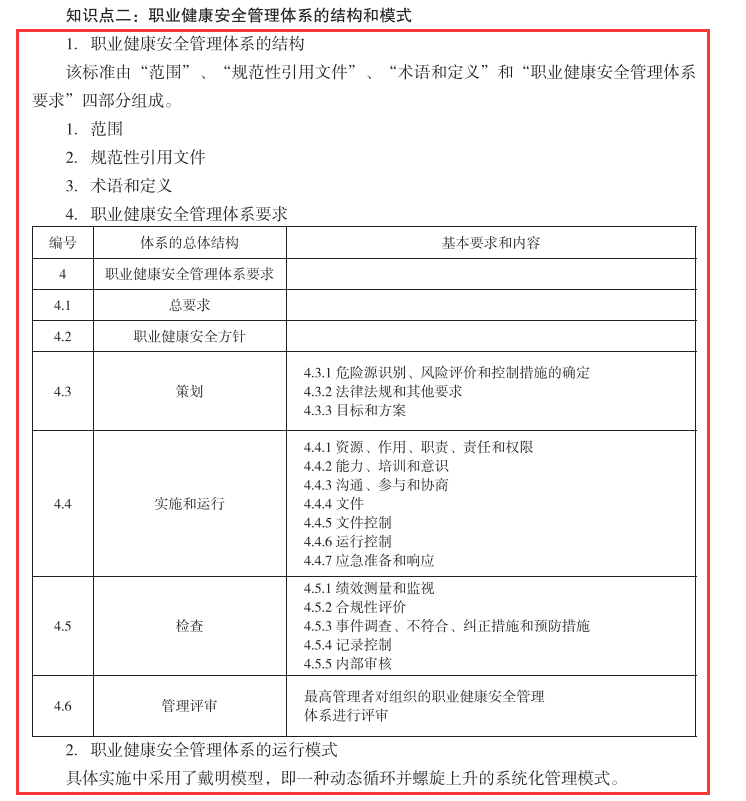 知识点二：职业健康安全管理体系的结构和模式
1. 职业健康安全管理体系的结构
该标准由“范围”、“规范性引用文件”、“术语和定义”和“职业健康安全管理体系
要求”四部分组成。
1. 范围
2. 规范性引用文件
3. 术语和定义
4. 职业健康安全管理体系要求
编号 体系的总体结构 基本要求和内容
4 职业健康安全管理体系要求
4.1 总要求
4.2 职业健康安全方针
4.3 策划
4.3.1 危险源识别、风险评价和控制措施的确定
4.3.2 法律法规和其他要求
4.3.3 目标和方案
4.4 实施和运行
4.4.1 资源、作用、职责、责任和权限
4.4.2 能力、培训和意识
4.4.3 沟通、参与和协商
4.4.4 文件
4.4.5 文件控制
4.4.6 运行控制
4.4.7 应急准备和响应
4.5 检查
4.5.1 绩效测量和监视
4.5.2 合规性评价
4.5.3 事件调查、不符合、纠正措施和预防措施
4.5.4 记录控制
4.5.5 内部审核
4.6 管理评审
最高管理者对组织的职业健康安全管理
体系进行评审
2. 职业健康安全管理体系的运行模式
具体实施中采用了戴明模型，即一种动态循环并螺旋上升的系统化管理模式。